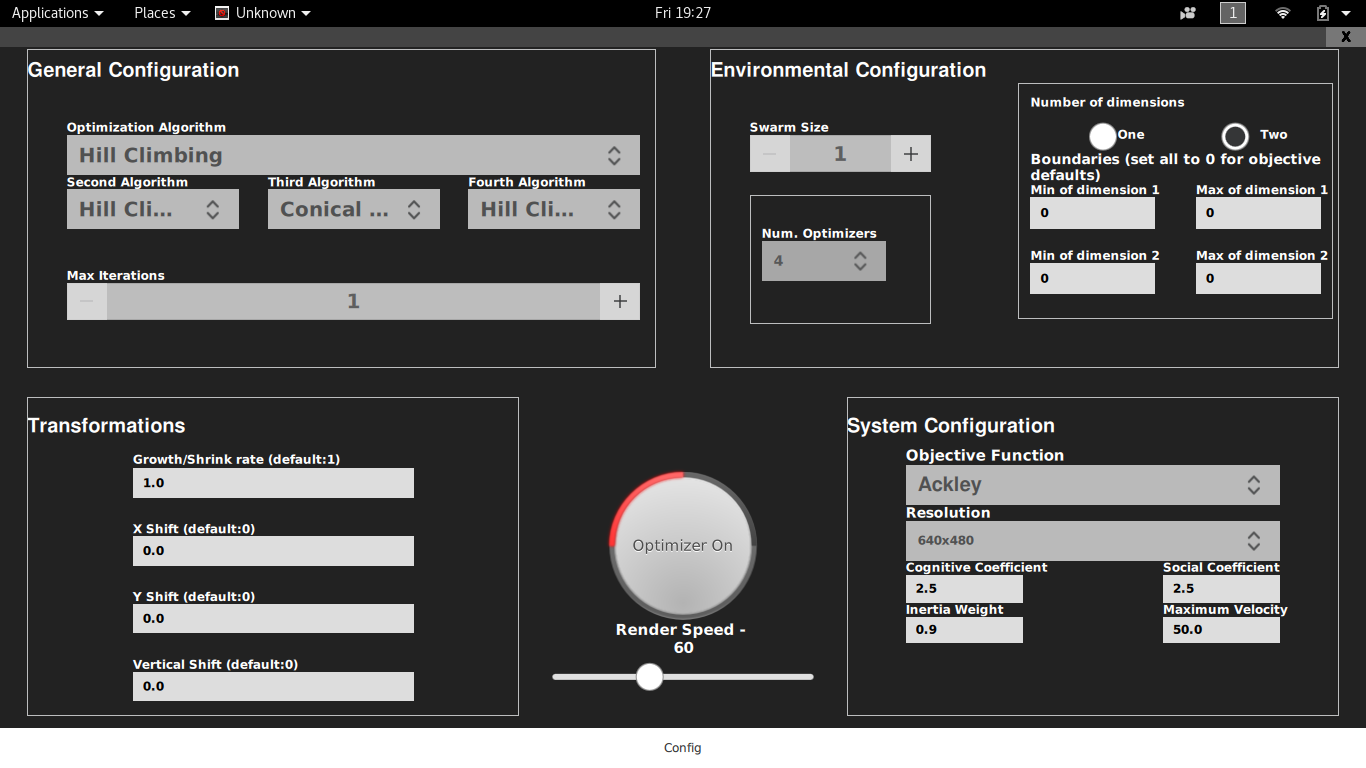 Applications Places Unknown Fri 19:27 1
x
General Configuration
Optimization Algorithm
Hill Climbing
Second Algorithm Third Algorithm Fourth Algorithm
Hill Cli... Conical ... Hill Cli...
Max Iterations
− 1 +
Environmental Configuration
Swarm Size
− 1 +
Num. Optimizers
4
Number of dimensions
One Two
Boundaries (set all to 0 for objective
defaults)
Min of dimension 1 Max of dimension 1
0 0
Min of dimension 2 Max of dimension 2
0 0
Transformations
Growth/Shrink rate (default:1)
1.0
X Shift (default:0)
0.0
Y Shift (default:0)
0.0
Vertical Shift (default:0)
0.0
Optimizer On
Render Speed -
60
System Configuration
Objective Function
Ackley
Resolution
640x480
Cognitive Coefficient Social Coefficient
2.5 2.5
Inertia Weight Maximum Velocity
0.9 50.0
Config